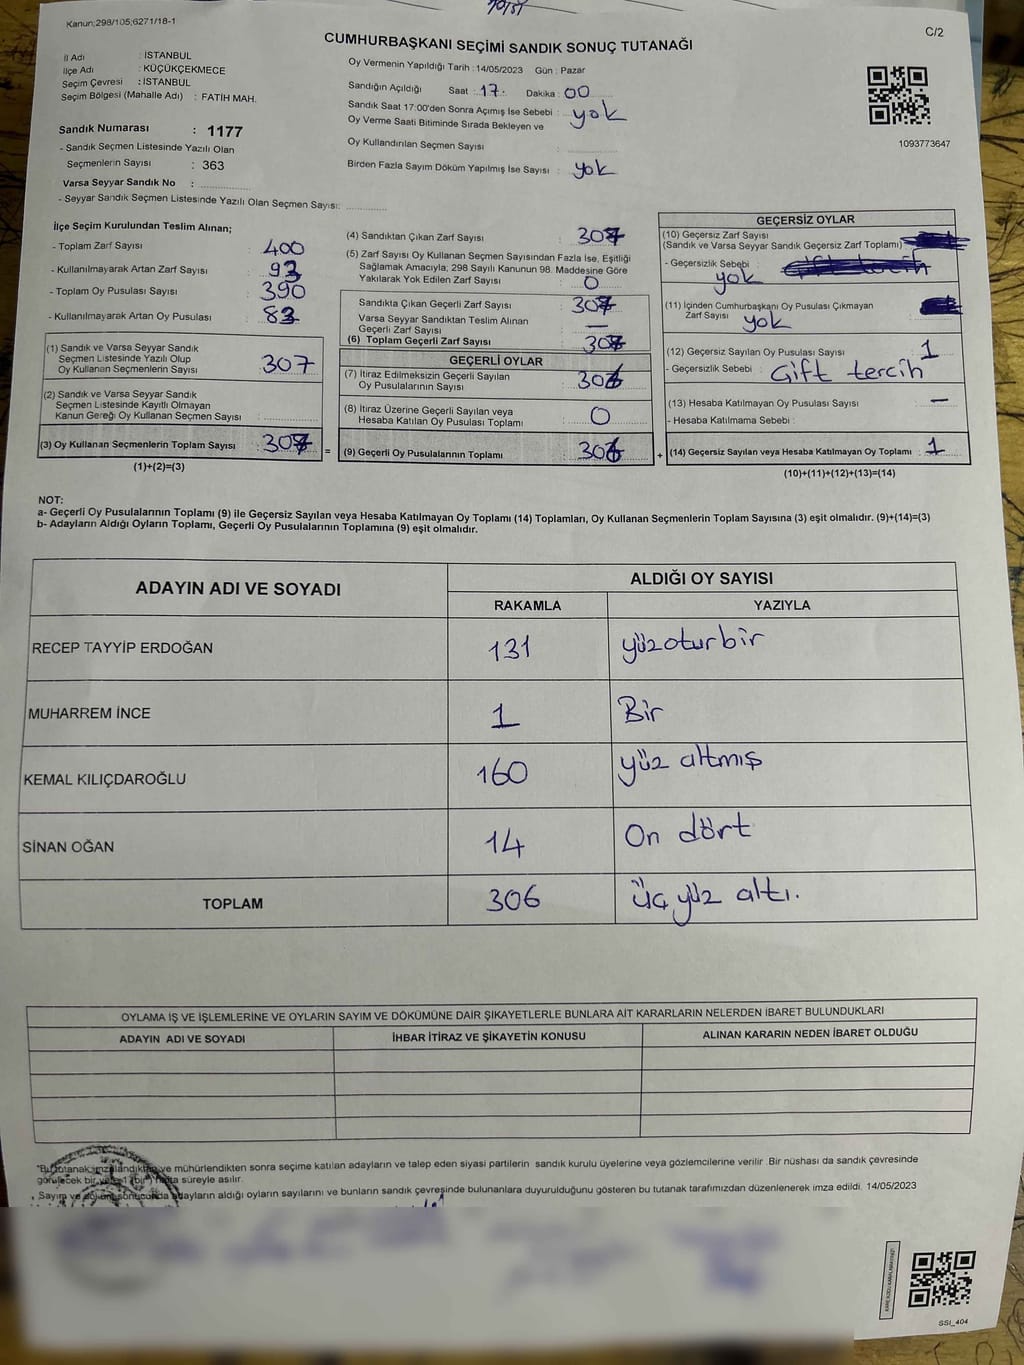 Kanun;298/105;6271/18-1
C/2
CUMHURBAŞKANI SEÇİMİ SANDIK SONUÇ TUTANAĞI
İl Adı : İSTANBUL
İlçe Adı : KÜÇÜKÇEKMECE
Seçim Çevresi : İSTANBUL
Seçim Bölgesi (Mahalle Adı) : FATİH MAH.
Sandık Numarası : 1177
- Sandık Seçmen Listesinde Yazılı Olan
Seçmenlerin Sayısı : 363
Varsa Seyyar Sandık No :
- Seyyar Sandık Seçmen Listesinde Yazılı Olan Seçmen Sayısı:
Oy Vermenin Yapıldığı Tarih : 14/05/2023 Gün : Pazar
Sandığın Açıldığı Saat : 17 Dakika : 00
Sandık Saat 17:00'den Sonra Açımış İse Sebebi : yok
Oy Verme Saati Bitiminde Sırada Bekleyen ve
Oy Kullandırılan Seçmen Sayısı :
Birden Fazla Sayım Döküm Yapılmış İse Sayısı : yok
1093773647
İlçe Seçim Kurulundan Teslim Alınan;
- Toplam Zarf Sayısı : 400
- Kullanılmayarak Artan Zarf Sayısı : 93
- Toplam Oy Pusulası Sayısı : 390
- Kullanılmayarak Artan Oy Pusulası : 83
(1) Sandık ve Varsa Seyyar Sandık
Seçmen Listesinde Yazılı Olup
Oy Kullanan Seçmenlerin Sayısı : 307
(2) Sandık ve Varsa Seyyar Sandık
Seçmen Listesinde Kayıtlı Olmayan
Kanun Gereği Oy Kullanan Seçmen Sayısı :
(3) Oy Kullanan Seçmenlerin Toplam Sayısı : 307 =
(1)+(2)=(3)
(4) Sandıktan Çıkan Zarf Sayısı : 307
(5) Zarf Sayısı Oy Kullanan Seçmen Sayısından Fazla İse, Eşitliği
Sağlamak Amacıyla; 298 Sayılı Kanunun 98. Maddesine Göre
Yakılarak Yok Edilen Zarf Sayısı : 0
Sandıkta Çıkan Geçerli Zarf Sayısı : 307
Varsa Seyyar Sandıktan Teslim Alınan
Geçerli Zarf Sayısı : —
(6) Toplam Geçerli Zarf Sayısı : 307
GEÇERLİ OYLAR
(7) İtiraz Edilmeksizin Geçerli Sayılan
Oy Pusulalarının Sayısı : 306
(8) İtiraz Üzerine Geçerli Sayılan veya
Hesaba Katılan Oy Pusulası Toplamı : 0
(9) Geçerli Oy Pusulalarının Toplamı : 306 +
GEÇERSİZ OYLAR
(10) Geçersiz Zarf Sayısı
(Sandık ve Varsa Seyyar Sandık Geçersiz Zarf Toplamı) :
- Geçersizlik Sebebi : Gift tercih
yok
(11) İçinden Cumhurbaşkanı Oy Pusulası Çıkmayan
Zarf Sayısı yok
(12) Geçersiz Sayılan Oy Pusulası Sayısı : 1
- Geçersizlik Sebebi : Gift tercih
(13) Hesaba Katılmayan Oy Pusulası Sayısı : —
- Hesaba Katılmama Sebebi :
(14) Geçersiz Sayılan veya Hesaba Katılmayan Oy Toplamı : 1
(10)+(11)+(12)+(13)=(14)
NOT:
a- Geçerli Oy Pusulalarının Toplamı (9) ile Geçersiz Sayılan veya Hesaba Katılmayan Oy Toplamı (14) Toplamları, Oy Kullanan Seçmenlerin Toplam Sayısına (3) eşit olmalıdır. (9)+(14)=(3)
b- Adayların Aldığı Oyların Toplamı, Geçerli Oy Pusulalarının Toplamına (9) eşit olmalıdır.
ADAYIN ADI VE SOYADI
ALDIĞI OY SAYISI
RAKAMLA YAZIYLA
RECEP TAYYİP ERDOĞAN 131 yüzoturbir
MUHARREM İNCE 1 Bir
KEMAL KILIÇDAROĞLU 160 yüz altmış
SİNAN OĞAN 14 On dört
TOPLAM 306 üçyüz altı.
OYLAMA İŞ VE İŞLEMLERİNE VE OYLARIN SAYIM VE DÖKÜMÜNE DAİR ŞİKAYETLERLE BUNLARA AİT KARARLARIN NELERDEN İBARET BULUNDUKLARI
ADAYIN ADI VE SOYADI İHBAR İTİRAZ VE ŞİKAYETİN KONUSU ALINAN KARARIN NEDEN İBARET OLDUĞU
"Bu tutanak imzalandıktan ve mühürlendikten sonra seçime katılan adayların ve talep eden siyasi partilerin sandık kurulu üyelerine veya gözlemcilerine verilir Bir nüshası da sandık çevresinde
görülecek bir yere 1 (bir) hafta süreyle asılır.
Sayım ve döküm sonucunda adayların aldığı oyların sayılarını ve bunların sandık çevresinde bulunanlara duyurulduğunu gösteren bu tutanak tarafımızdan düzenlenerek imza edildi. 14/05/2023
SSI_404